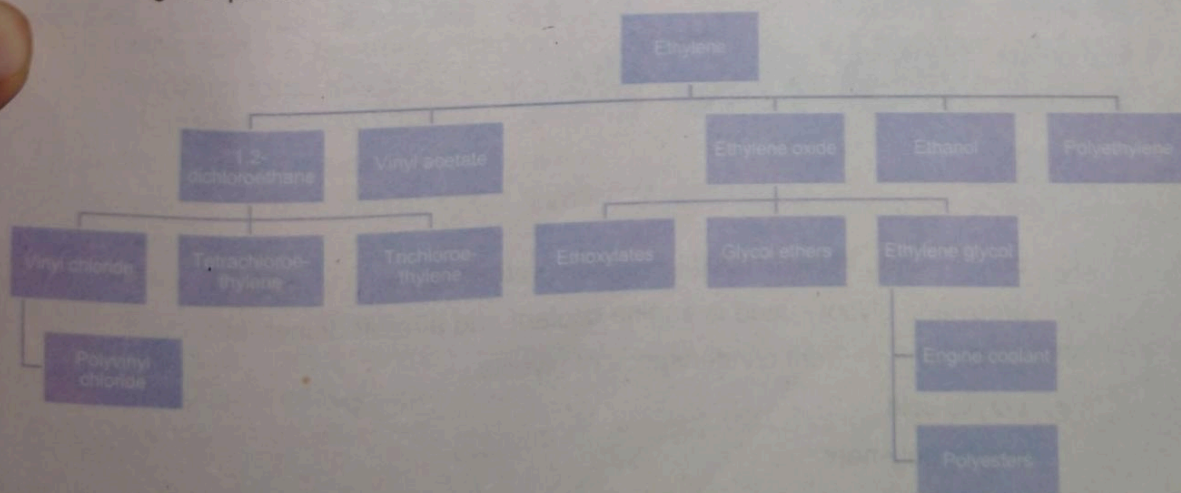 Ethylene
1,2-
dichloroethane
Vinyl acetate
Ethylene oxide
Ethanol
Polyethylene
Vinyl chloride
Tetrachloroe-
thylene
Trichloroe-
thylene
Ethoxylates
Glycol ethers
Ethylene glycol
Polyvinyl
chloride
Engine coolant
Polyesters